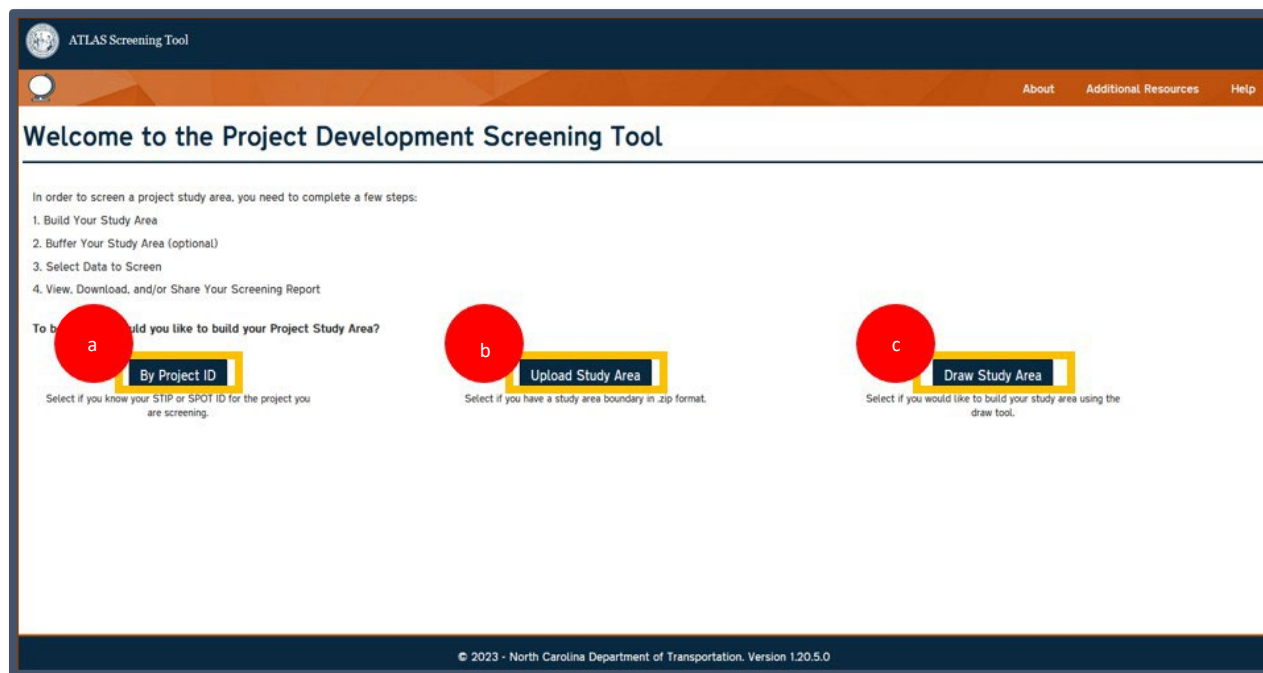 ATLAS Screening Tool
About Additional Resources Help
Welcome to the Project Development Screening Tool
In order to screen a project study area, you need to complete a few steps:
1. Build Your Study Area
2. Buffer Your Study Area (optional)
3. Select Data to Screen
4. View, Download, and/or Share Your Screening Report
To you like to build your Project Study Area?
a
By Project ID
Select if you know your STIP or SPOT ID for the project you
are screening.
b
Upload Study Area
Select if you have a study area boundary in .zip format.
c
Draw Study Area
Select if you would like to build your study area using the
draw tool.
© 2023 - North Carolina Department of Transportation. Version 1.20.5.0